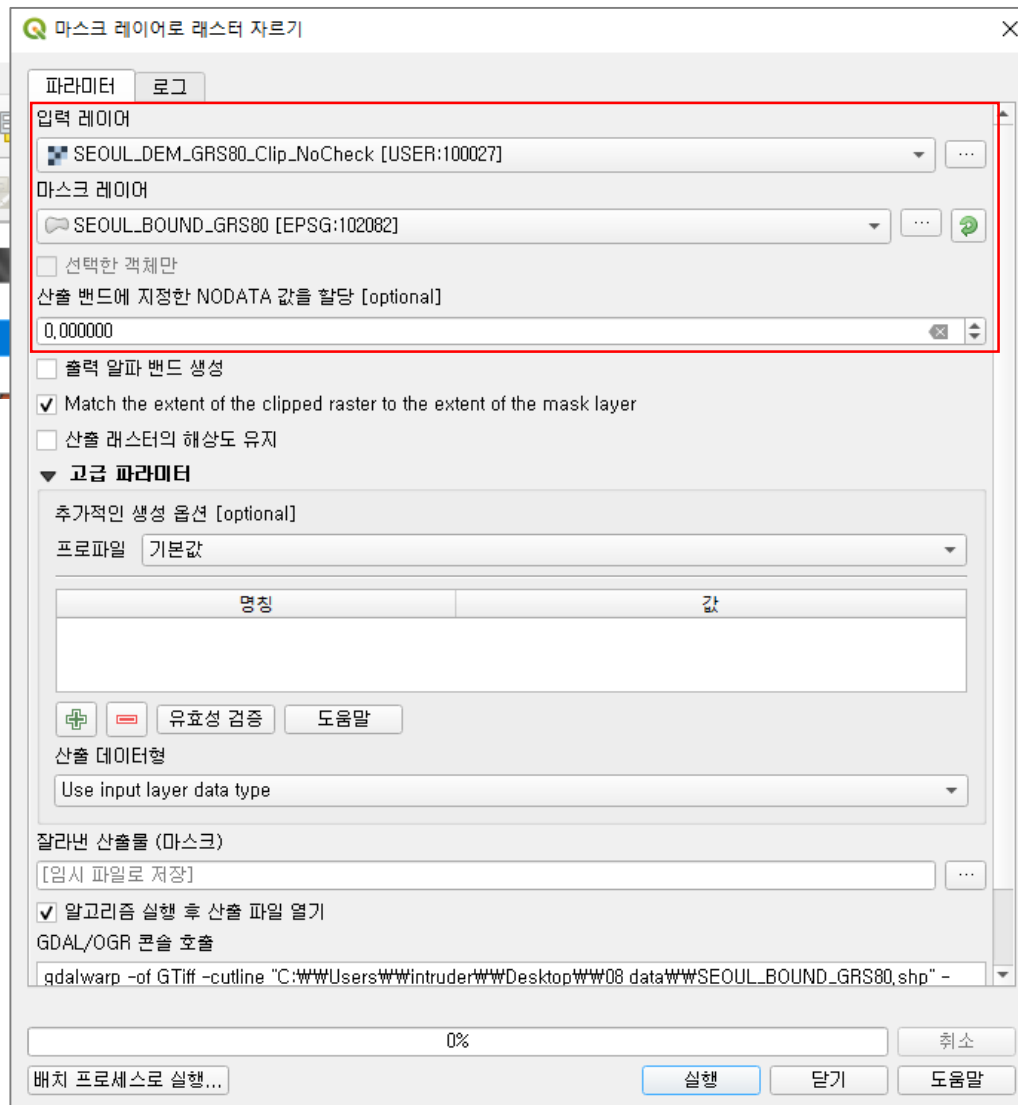 마스크 레이어로 래스터 자르기
파라미터 로그
입력 레이어
SEOUL_DEM_GRS80_Clip_NoCheck [USER:100027]
...
마스크 레이어
SEOUL_BOUND_GRS80 [EPSG:102082]
...
선택한 객체만
산출 밴드에 지정한 NODATA 값을 할당 [optional]
0,000000
출력 알파 밴드 생성
Match the extent of the clipped raster to the extent of the mask layer
산출 래스터의 해상도 유지
고급 파라미터
추가적인 생성 옵션 [optional]
프로파일 기본값
명칭 값
유효성 검증 도움말
산출 데이터형
Use input layer data type
잘라낸 산출물 (마스크)
[임시 파일로 저장]
...
알고리즘 실행 후 산출 파일 열기
GDAL/OGR 콘솔 호출
gdalwarp -of GTiff -cutline "C:₩₩Users₩₩intruder₩₩Desktop₩₩08 data₩₩SEOUL_BOUND_GRS80,shp" -
0% 취소
배치 프로세스로 실행... 실행 닫기 도움말